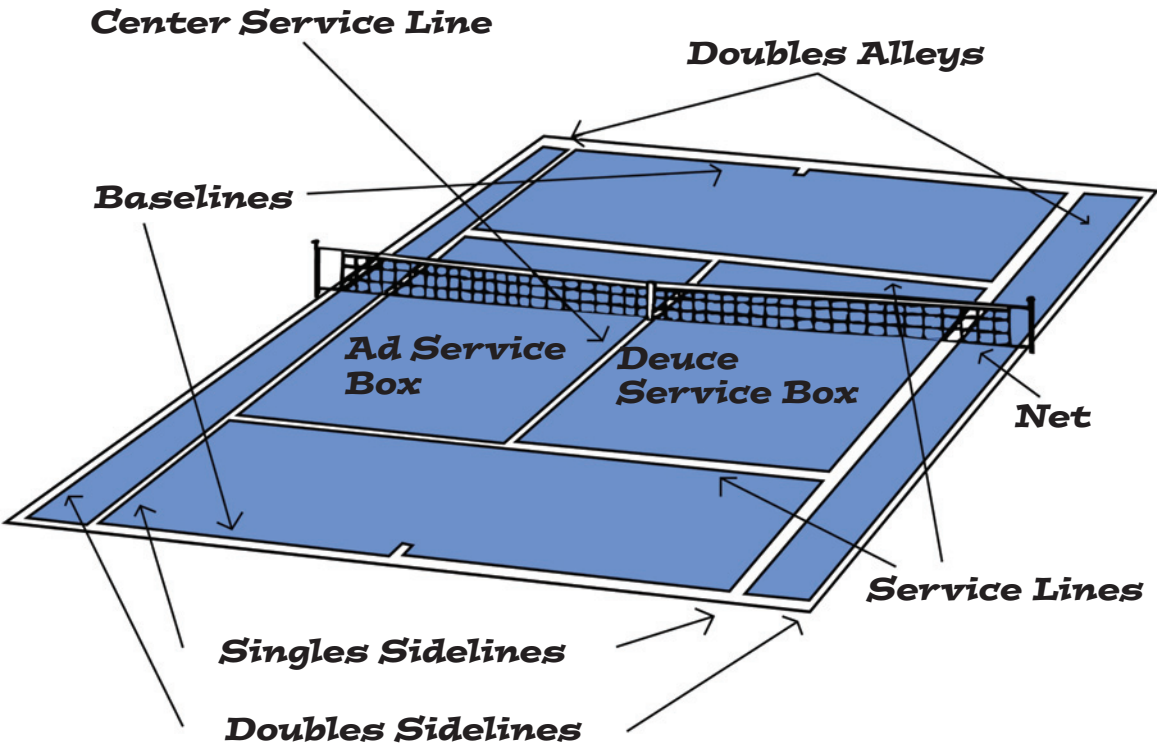 Center Service Line
Doubles Alleys
Baselines
Ad Service
Box
Deuce
Service Box
Net
Service Lines
Singles Sidelines
Doubles Sidelines